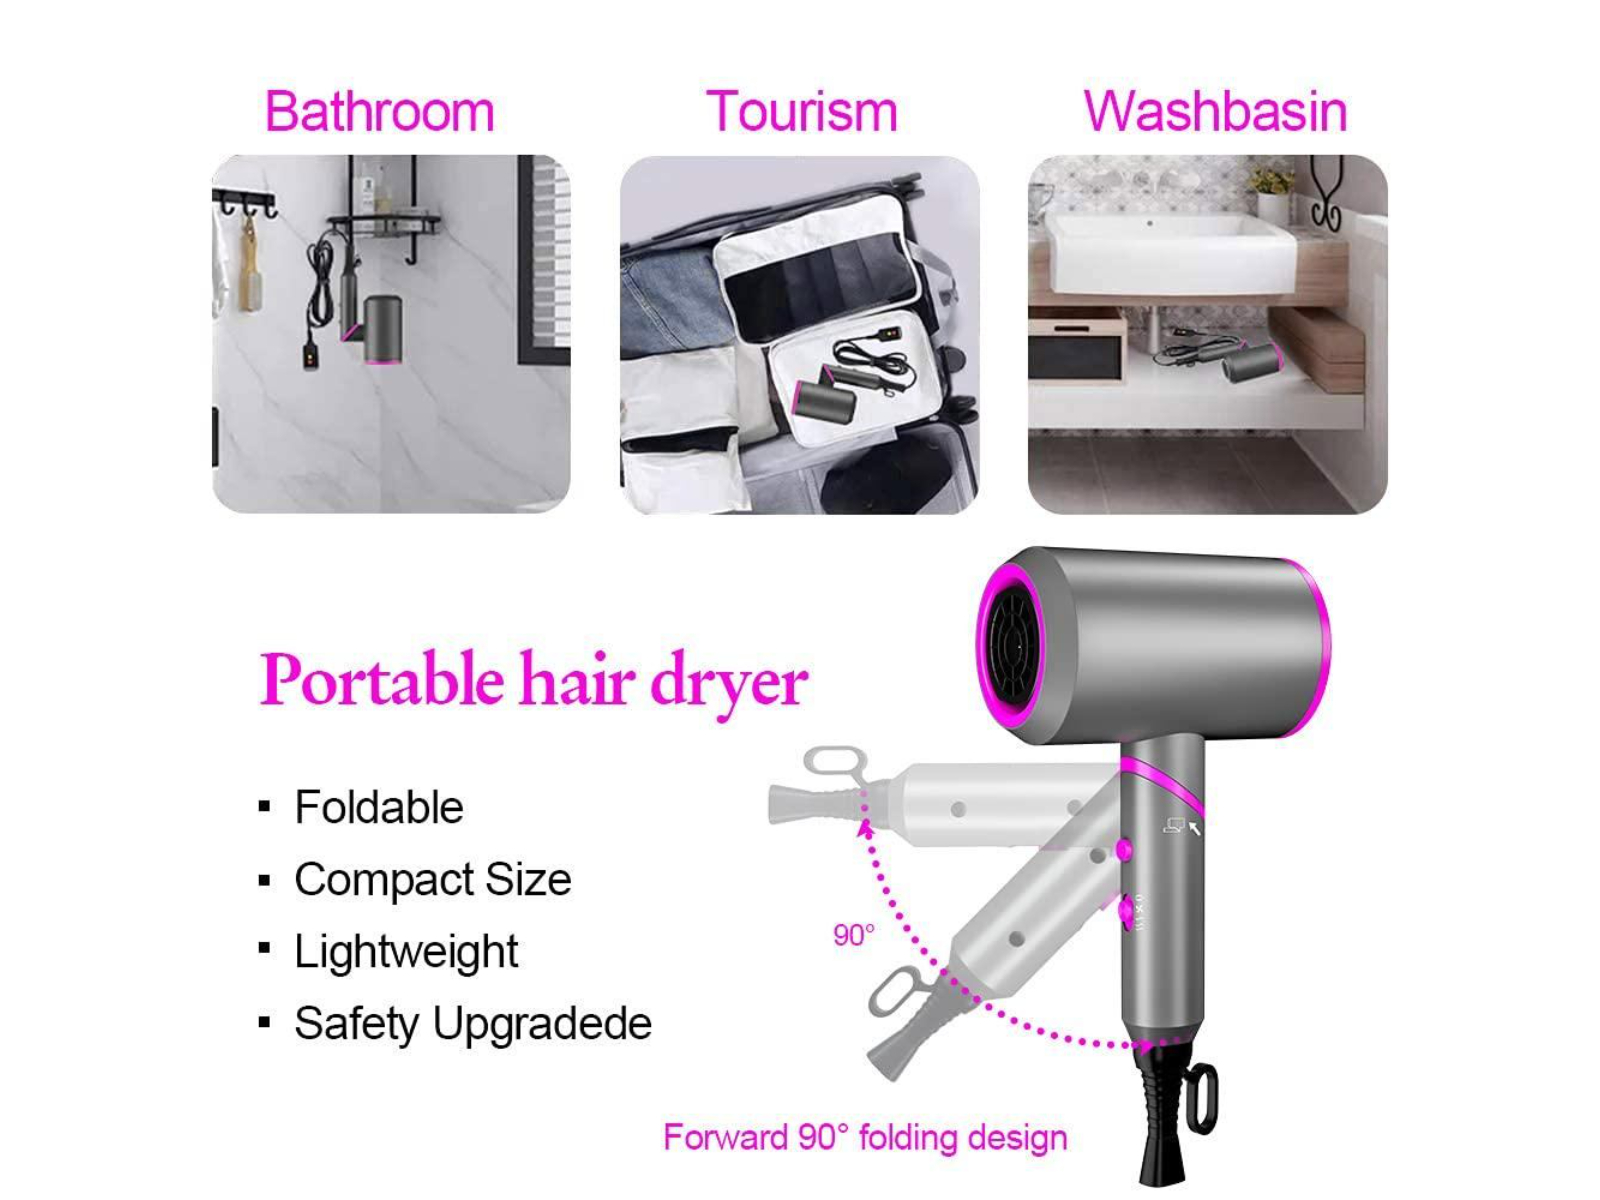 Bathroom
Tourism
Washbasin
Portable hair dryer
▪ Foldable
▪ Compact Size
▪ Lightweight
▪ Safety Upgradede
90°
Forward 90° folding design